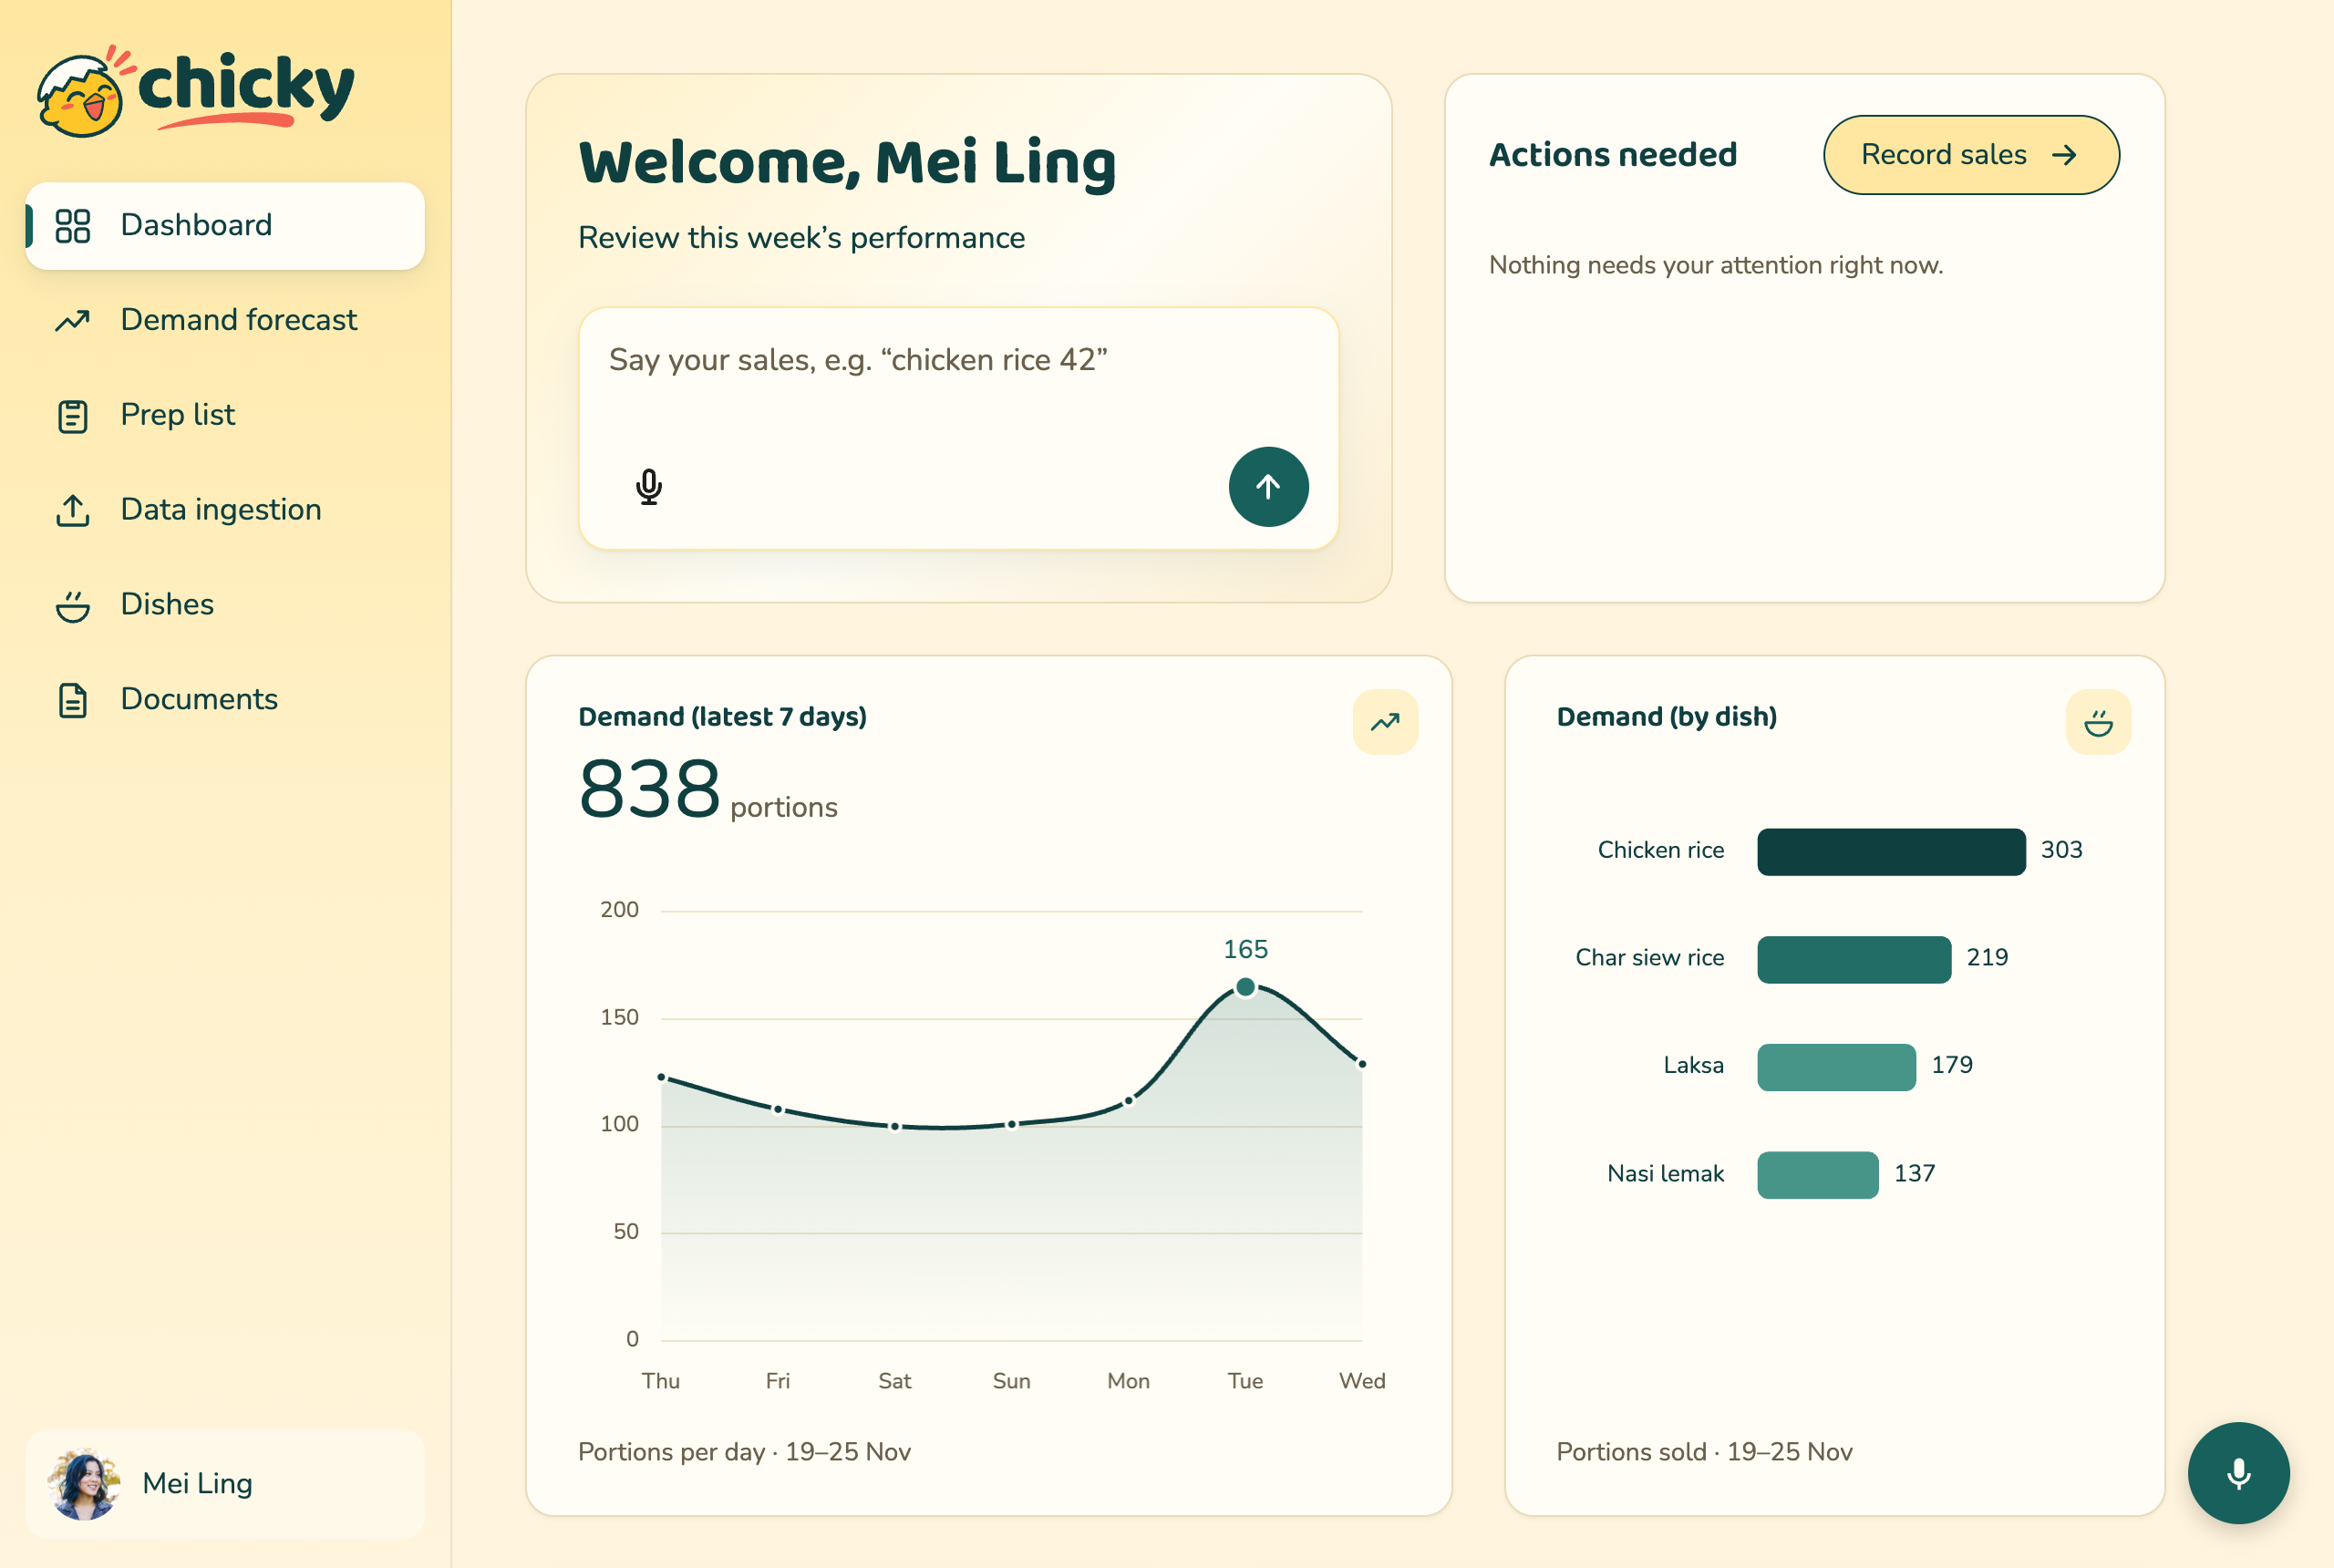 chicky
Dashboard
Demand forecast
Prep list
Data ingestion
Dishes
Documents
Mei Ling
Welcome, Mei Ling
Review this week’s performance
Say your sales, e.g. “chicken rice 42”
Actions needed
Record sales
Nothing needs your attention right now.
Demand (latest 7 days)
838 portions
200
150
100
50
0
165
Thu Fri Sat Sun Mon Tue Wed
Portions per day · 19–25 Nov
Demand (by dish)
Chicken rice 303
Char siew rice 219
Laksa 179
Nasi lemak 137
Portions sold · 19–25 Nov